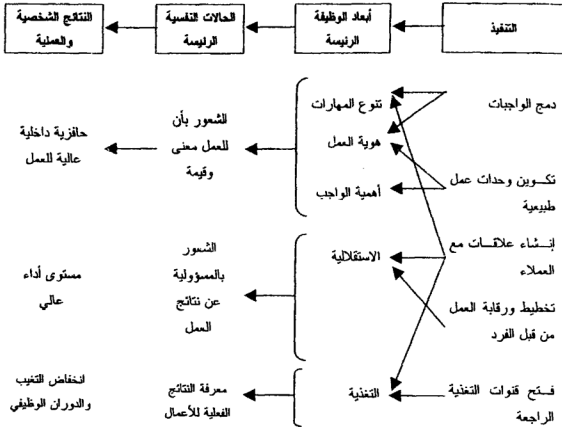 التنفيذ
أبعاد الوظيفة
الرئيسة
الحالات النفسية
الرئيسة
النتائج الشخصية
والعملية
دمج الواجبات
تكوين وحدات عمل
طبيعية
إنشاء علاقات مع
العملاء
تخطيط ورقابة العمل
من قبل الفرد
فتح قنوات التغذية
الراجعة
تنوع المهارات
هوية العمل
أهمية الواجب
الاستقلالية
التغذية
الشعور بأن
للعمل معنى
وقيمة
الشعور
بالمسؤولية
عن نتائج
العمل
معرفة النتائج
الفعلية للأعمال
حافزية داخلية
عالية للعمل
مستوى أداء
عالي
انخفاض التغيب
والدوران الوظيفي